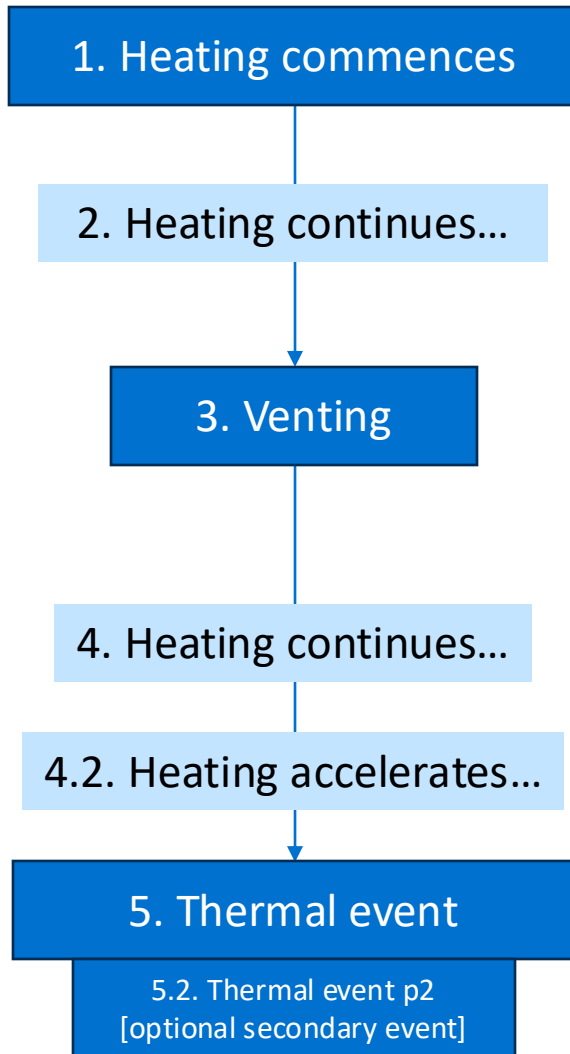 1. Heating commences
2. Heating continues…
3. Venting
4. Heating continues…
4.2. Heating accelerates…
5. Thermal event
5.2. Thermal event p2
[optional secondary event]